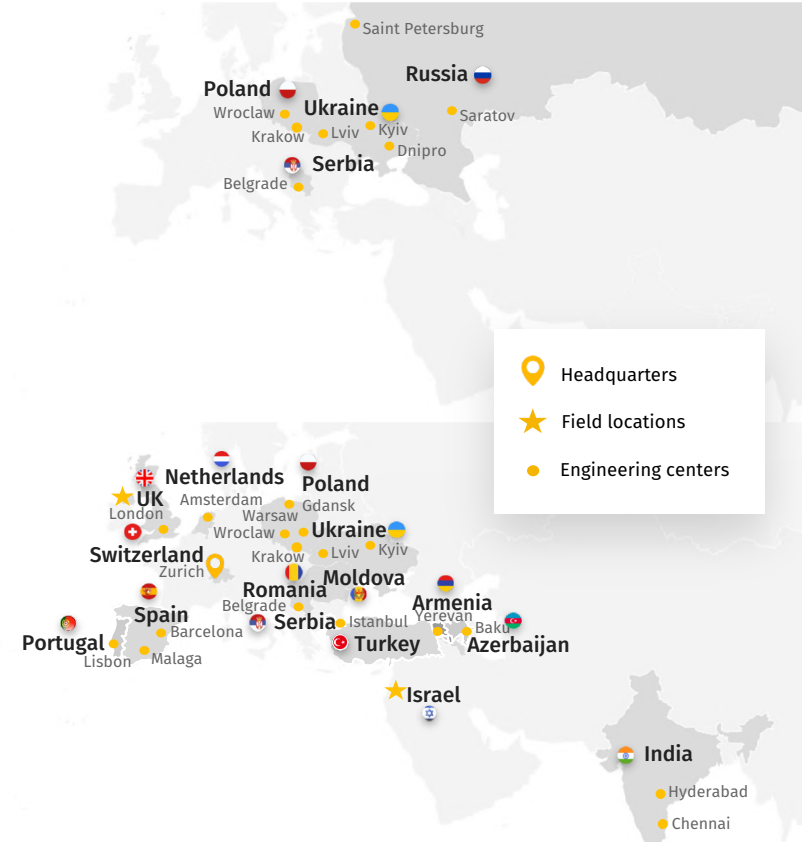 Saint Petersburg
Russia
Poland
Wroclaw
Ukraine
Saratov
Krakow
Lviv
Kyiv
Dnipro
Serbia
Belgrade
Headquarters
Field locations
Engineering centers
Netherlands
Poland
UK
Amsterdam
Gdansk
London
Warsaw
Wroclaw
Ukraine
Switzerland
Krakow
Lviv
Kyiv
Zurich
Moldova
Romania
Armenia
Belgrade
Spain
Serbia
Istanbul
Yerevan
Baku
Barcelona
Portugal
Turkey
Azerbaijan
Lisbon
Malaga
Israel
India
Hyderabad
Chennai